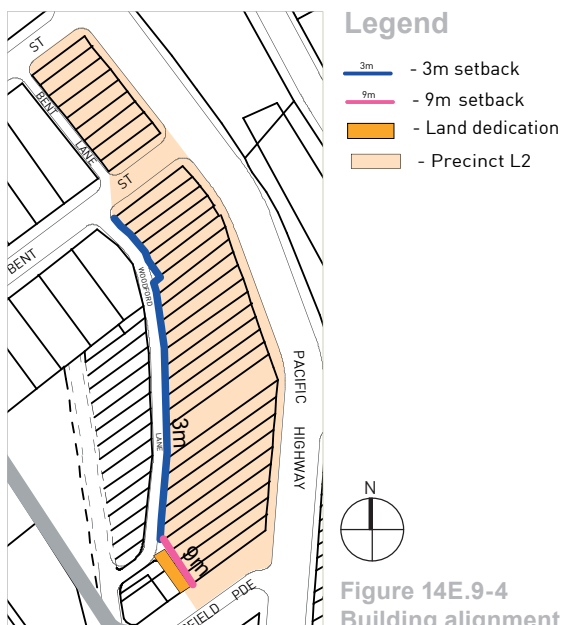 Legend
3m
- 3m setback
9m
- 9m setback
- Land dedication
- Precinct L2
ST
BENT
LANE
ST
BENT
WOODFORD
LANE
3m
9m
PACIFIC
HIGHWAY
FIELD PDE
N
Figure 14E.9-4
Building alignment